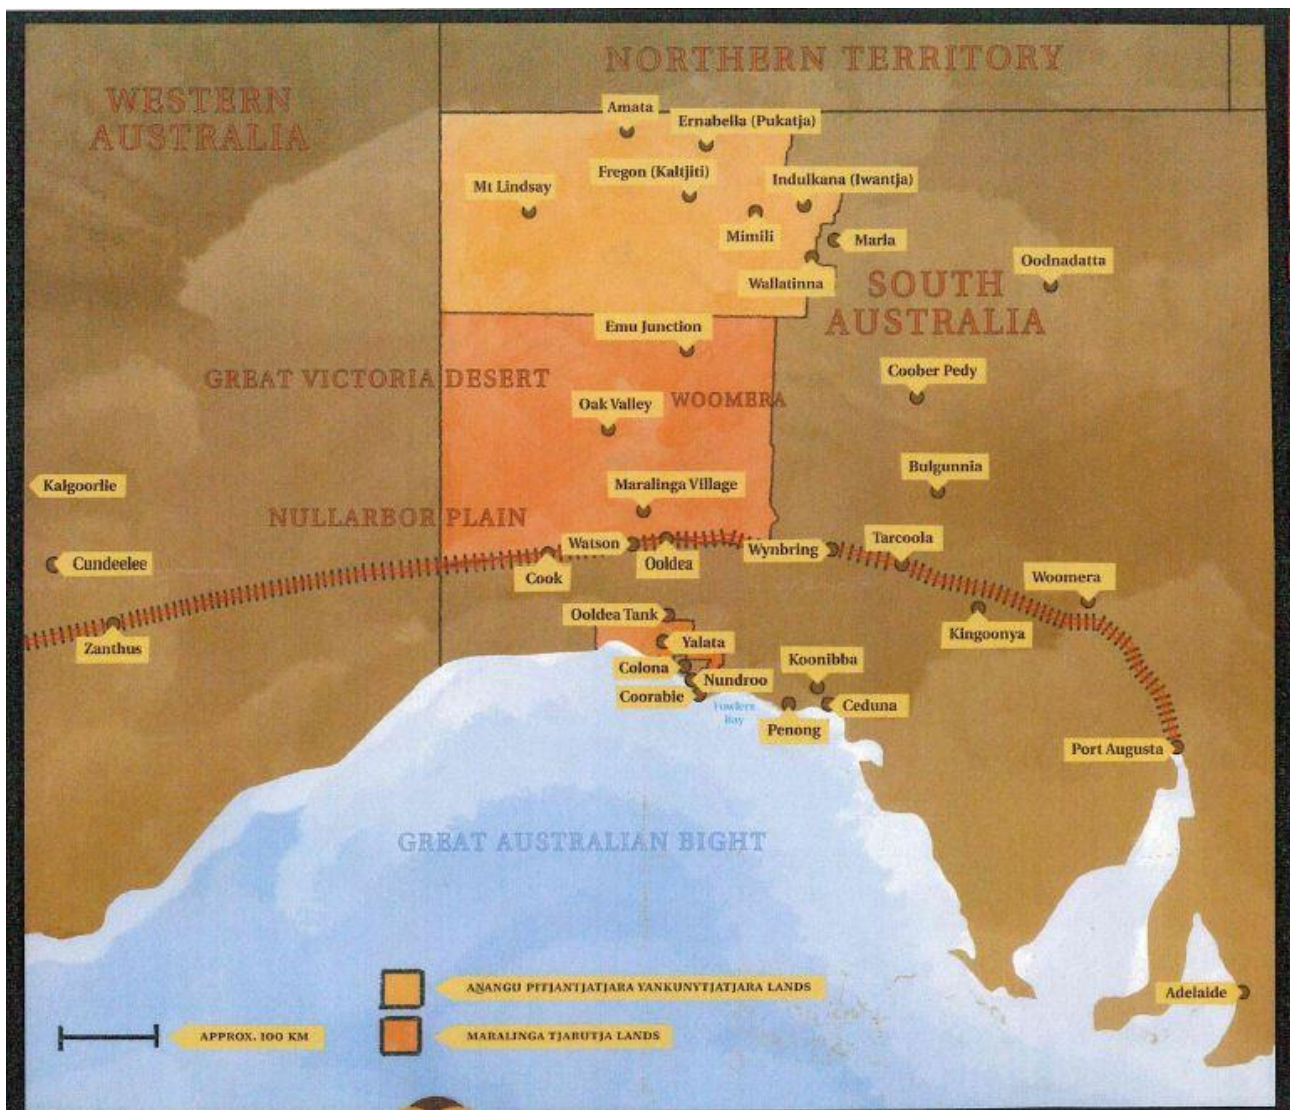 NORTHERN TERRITORY
WESTERN
AUSTRALIA
Amata
Ernabella (Pukatja)
Fregon (Kaltjiti)
Indulkana (Iwantja)
Mt Lindsay
Mimili
Marla
Oodnadatta
Wallatinna
SOUTH
AUSTRALIA
Emu Junction
GREAT VICTORIA DESERT
Coober Pedy
Oak Valley
WOOMERA
Bulgunnia
Kalgoorlie
Maralinga Village
NULLARBOR PLAIN
Watson
Ooldea
Wynbring
Tarcoola
Cundeelee
Cook
Woomera
Ooldea Tank
Kingoonya
Zanthus
Yalata
Colona
Koonibba
Nundroo
Coorabie
Fowlers
Bay
Ceduna
Penong
Port Augusta
GREAT AUSTRALIAN BIGHT
ANANGU PITJANTJATJARA YANKUNYTJATJARA LANDS
Adelaide
APPROX. 100 KM
MARALINGA TJARUTJA LANDS